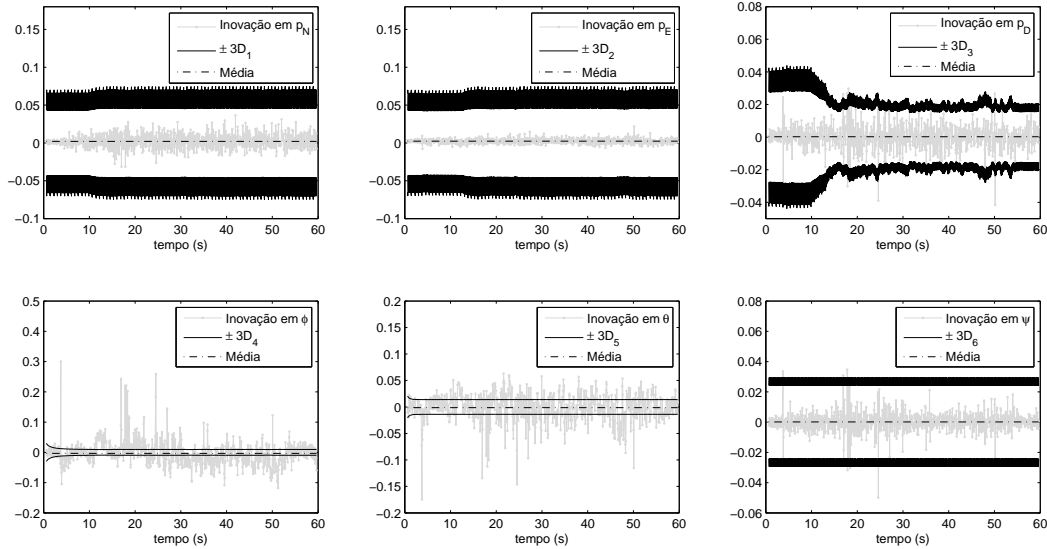 0.15
0.1
0.05
0
−0.05
−0.1
0 10 20 30 40 50 60
tempo (s)
Inovação em p_N
± 3D_1
Média
0.15
0.1
0.05
0
−0.05
−0.1
0 10 20 30 40 50 60
tempo (s)
Inovação em p_E
± 3D_2
Média
0.08
0.06
0.04
0.02
0
−0.02
−0.04
0 10 20 30 40 50 60
tempo (s)
Inovação em p_D
± 3D_3
Média
0.5
0.4
0.3
0.2
0.1
0
−0.1
−0.2
0 10 20 30 40 50 60
tempo (s)
Inovação em ϕ
± 3D_4
Média
0.2
0.15
0.1
0.05
0
−0.05
−0.1
−0.15
−0.2
0 10 20 30 40 50 60
tempo (s)
Inovação em θ
± 3D_5
Média
0.08
0.06
0.04
0.02
0
−0.02
−0.04
−0.06
0 10 20 30 40 50 60
tempo (s)
Inovação em ψ
± 3D_6
Média